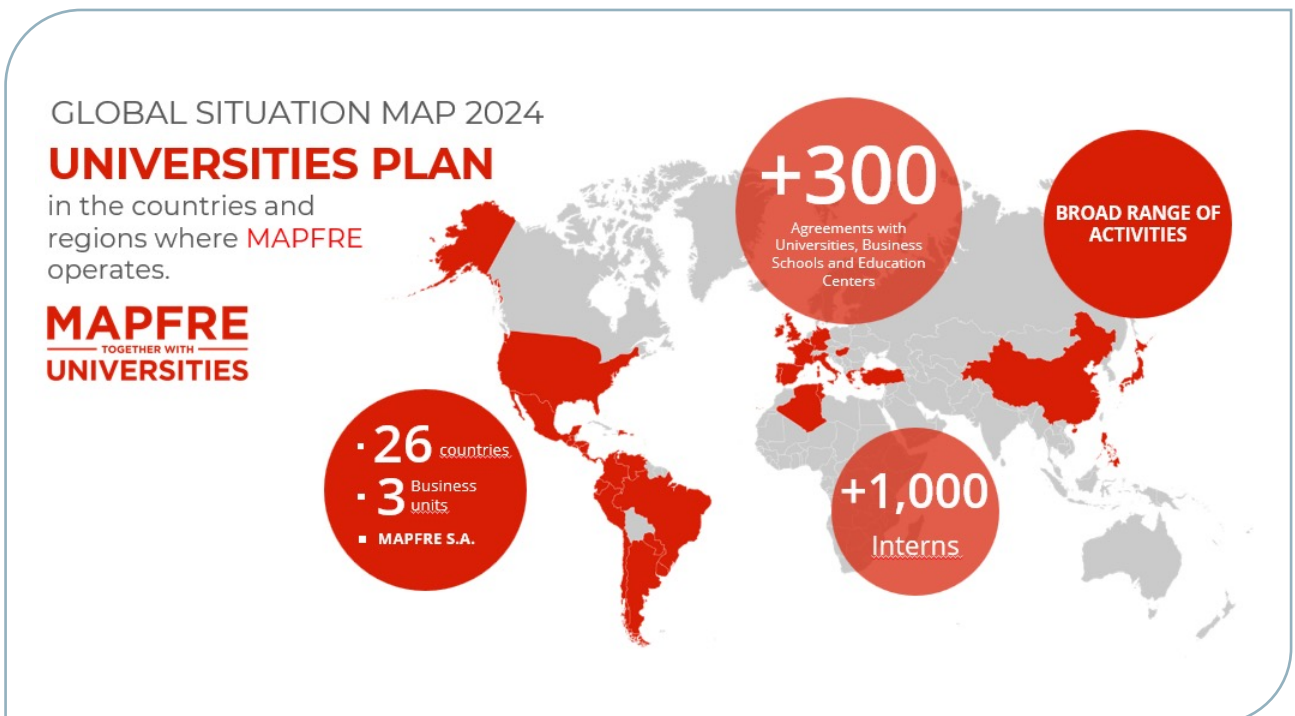 GLOBAL SITUATION MAP 2024
UNIVERSITIES PLAN
in the countries and
regions where MAPFRE
operates.
MAPFRE
TOGETHER WITH
UNIVERSITIES
+300
Agreements with
Universities, Business
Schools and Education
Centers
BROAD RANGE OF
ACTIVITIES
▪ 26 countries
▪ 3 Business
units
▪ MAPFRE S.A.
+1,000
Interns